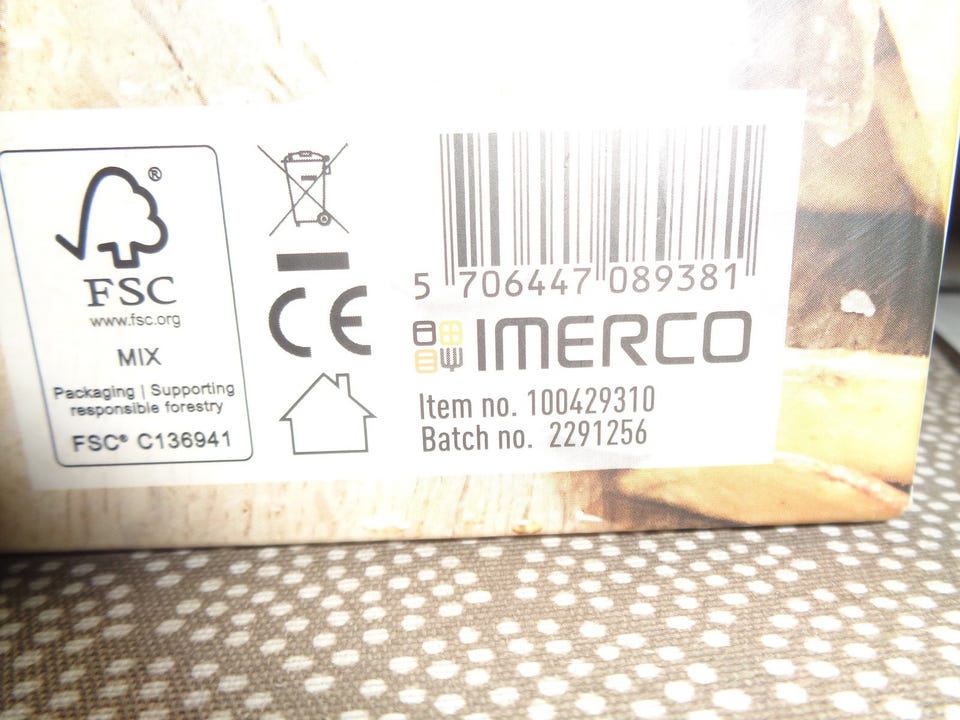 ®
FSC
www.fsc.org
MIX
Packaging | Supporting
responsible forestry
FSC® C136941
CE
5 706447 089381
IMERCO
Item no. 100429310
Batch no. 2291256